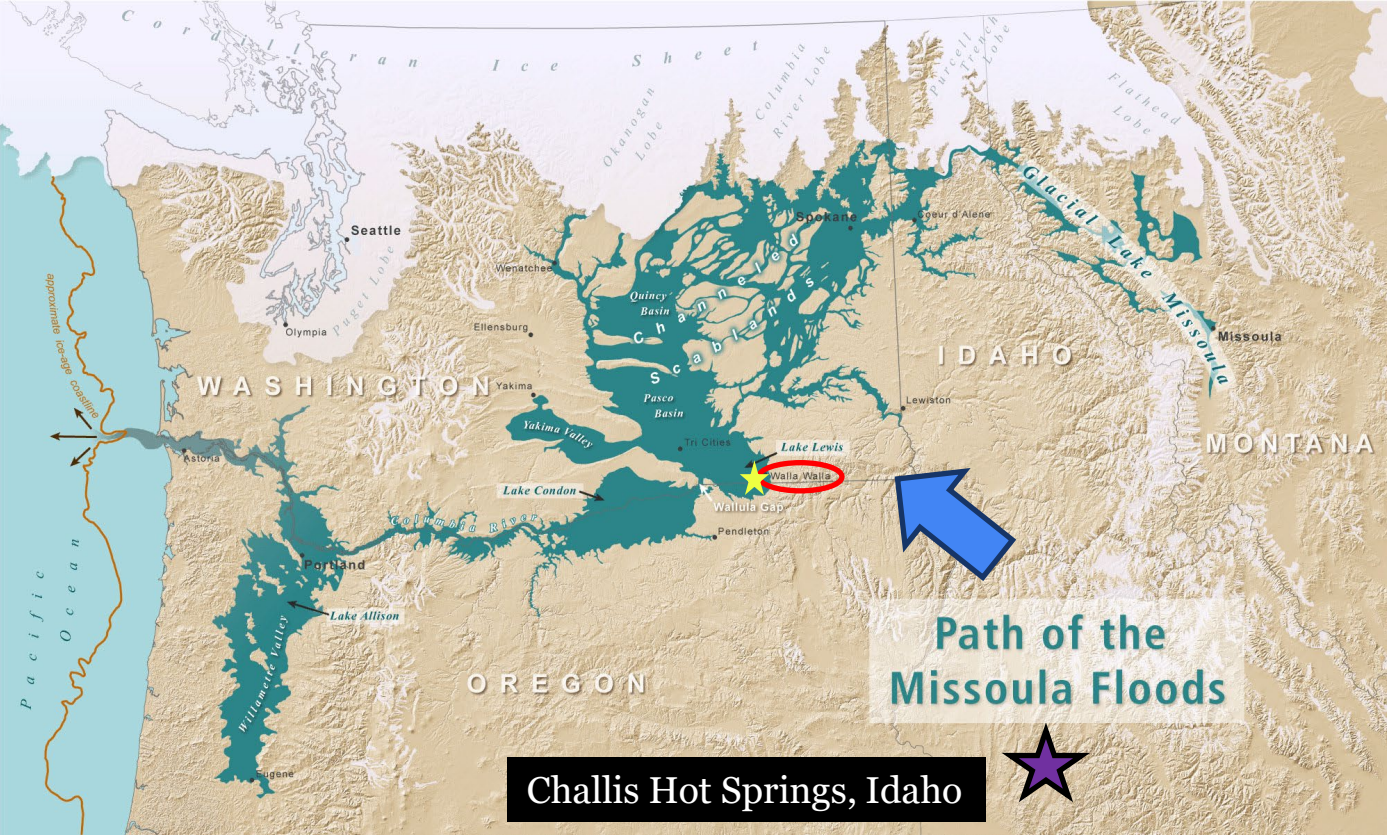 Cordilleran Ice Sheet
Okanogan
Lobe
Columbia
River Lobe
Purcell
Trench
Lobe
Flathead
Lobe
Glacial Lake Missoula
Seattle
Spokane
Coeur d'Alene
Wenatchee
Puget Lobe
approximate ice-age coastline
Quincy
Basin
Channeled
Scablands
Olympia
Ellensburg
Missoula
IDAHO
WASHINGTON
Yakima
Pasco
Basin
Lewiston
Yakima Valley
Tri Cities
Lake Lewis
MONTANA
Astoria
Walla Walla
Lake Condon
Wallula Gap
Columbia River
Pendleton
Portland
Pacific
Ocean
Lake Allison
Willamette Valley
OREGON
Path of the
Missoula Floods
Eugene
Challis Hot Springs, Idaho